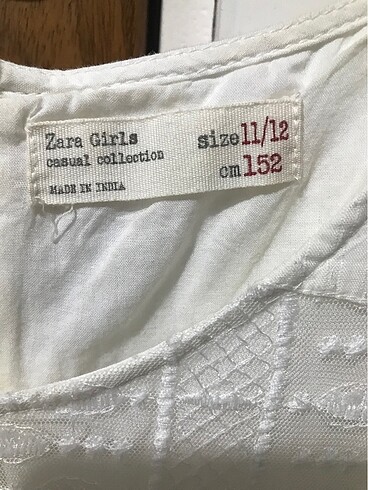 Zara Girls size 11/12
casual collection cm 152
MADE IN INDIA